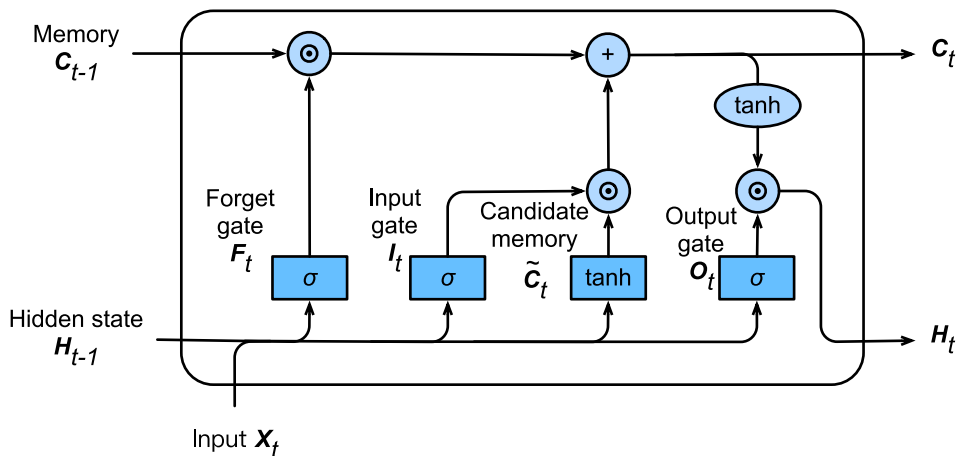 Memory
C_{t-1}
+
C_t
tanh
Forget
gate
F_t
Input
gate
I_t
Candidate
memory
C̃_t
Output
gate
O_t
σ
σ
tanh
σ
Hidden state
H_{t-1}
H_t
Input X_t